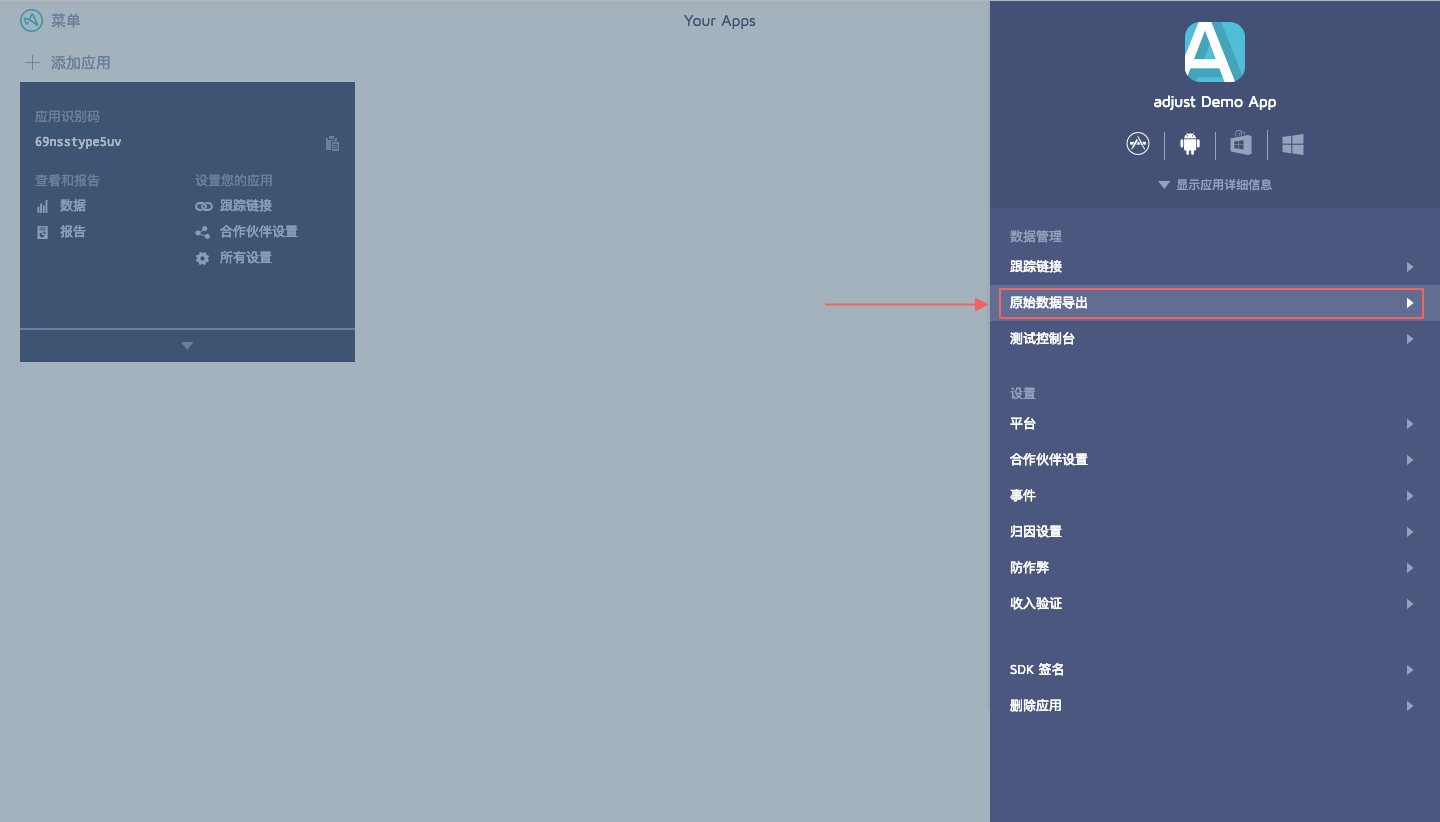 菜单
Your Apps
添加应用
应用识别码
69nsstype5uv
查看和报告
数据
报告
设置您的应用
跟踪链接
合作伙伴设置
所有设置
adjust Demo App
显示应用详细信息
数据管理
跟踪链接
原始数据导出
测试控制台
设置
平台
合作伙伴设置
事件
归因设置
防作弊
收入验证
SDK 签名
删除应用